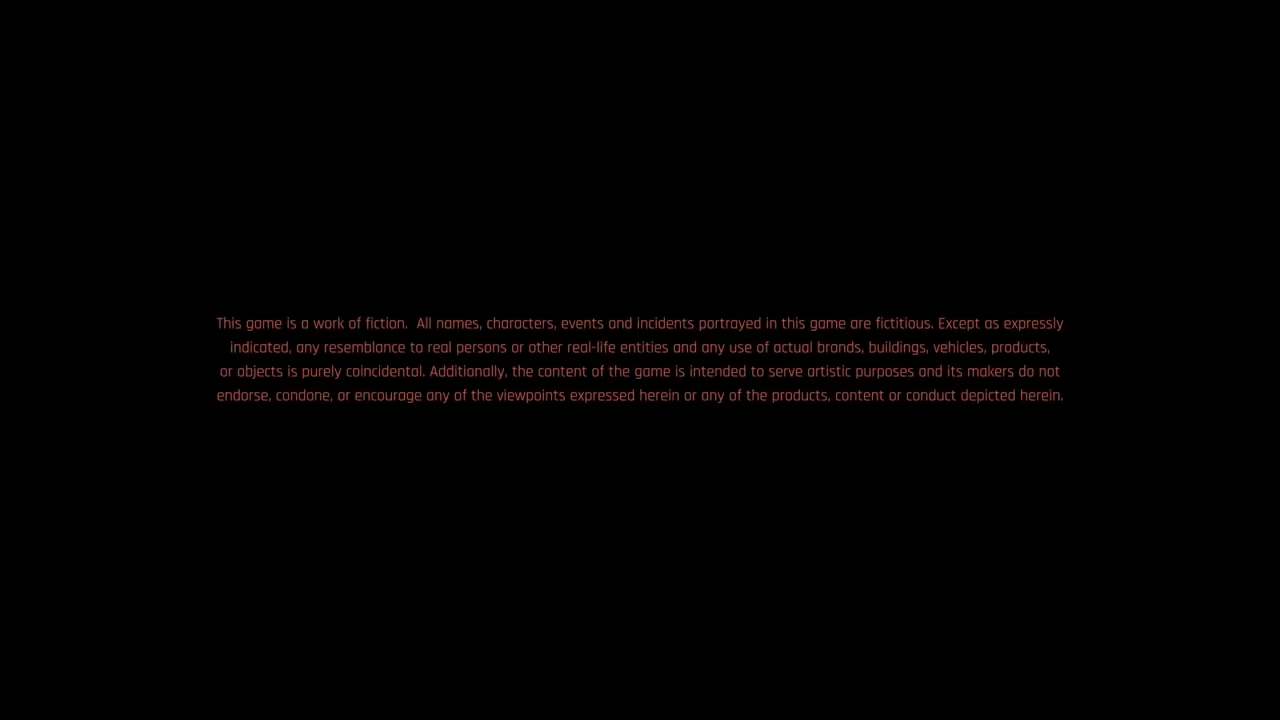 This game is a work of fiction.  All names, characters, events and incidents portrayed in this game are fictitious. Except as expressly
indicated, any resemblance to real persons or other real-life entities and any use of actual brands, buildings, vehicles, products,
or objects is purely coincidental. Additionally, the content of the game is intended to serve artistic purposes and its makers do not
endorse, condone, or encourage any of the viewpoints expressed herein or any of the products, content or conduct depicted herein.